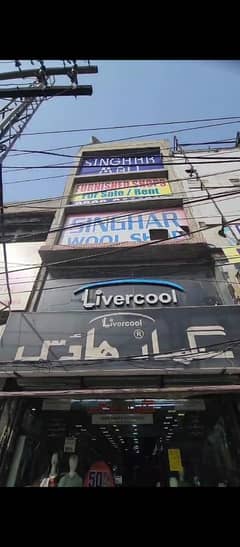 SINGHAR
MALL
FURNISHED SHOPS
For Sale / Rent
SINGHAR
WOOL SHOP
Livercool
Livercool
®
50%